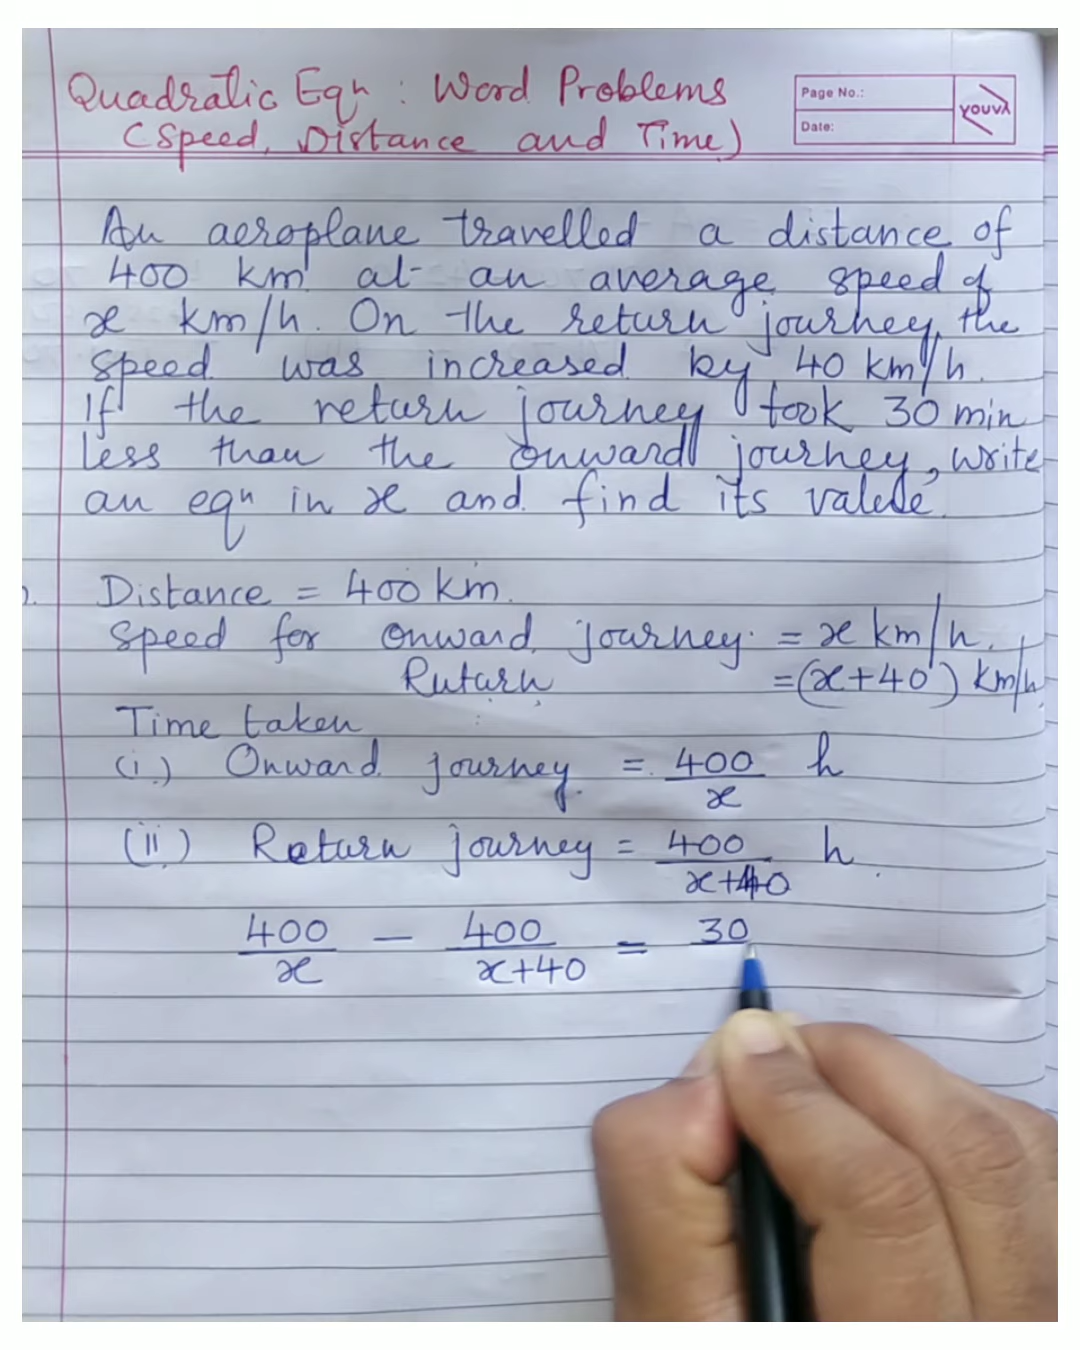 Quadratic Eqn : Word Problems
(Speed, Distance and Time)
Page No.:
Date:
YOUVA
An aeroplane travelled a distance of
400 km at an average speed of
x km/h. On the return journey, the
speed was increased by 40 km/h.
If the return journey took 30 min
less than the onward journey, write
an eqn in x and find its value.
Distance = 400 km.
Speed for onward journey = x km/h.
Ruturn = (x+40) km/h.
Time taken
(i.) Onward journey = 400/x h
(ii) Return journey = 400/x+40 h.
400/x - 400/x+40 = 30